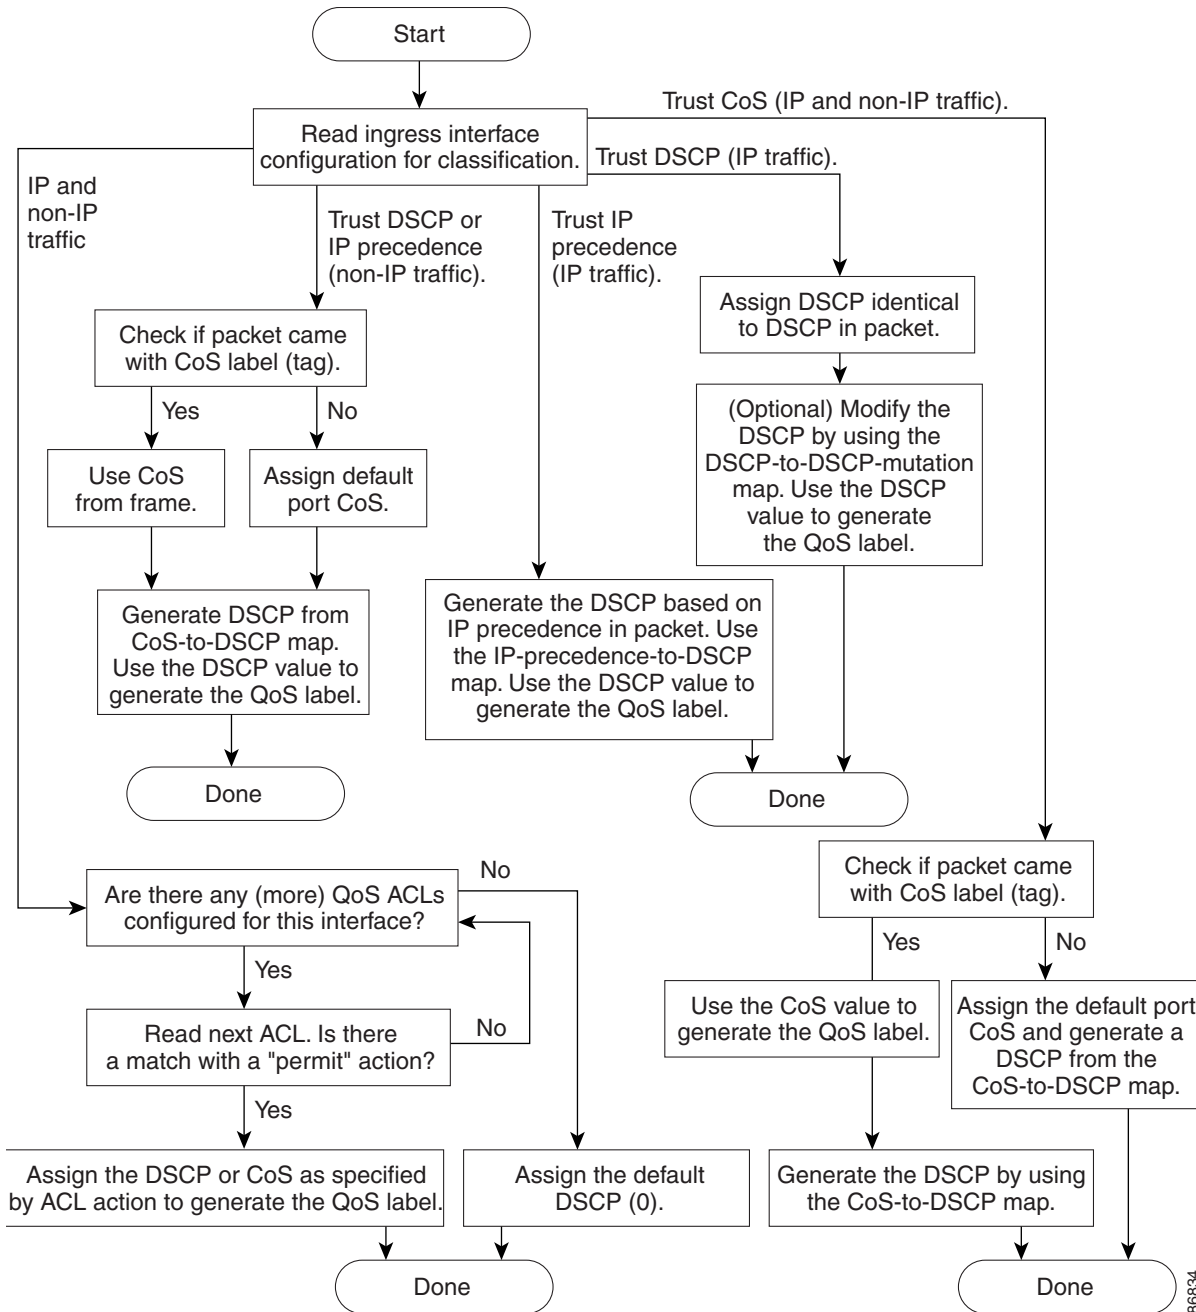 Start
Trust CoS (IP and non-IP traffic).
Read ingress interface
configuration for classification.
Trust DSCP (IP traffic).
IP and
non-IP
traffic
Trust DSCP or
IP precedence
(non-IP traffic).
Trust IP
precedence
(IP traffic).
Assign DSCP identical
to DSCP in packet.
Check if packet came
with CoS label (tag).
Yes
No
(Optional) Modify the
DSCP by using the
DSCP-to-DSCP-mutation
map. Use the DSCP
value to generate
the QoS label.
Use CoS
from frame.
Assign default
port CoS.
Generate DSCP from
CoS-to-DSCP map.
Use the DSCP value to
generate the QoS label.
Generate the DSCP based on
IP precedence in packet. Use
the IP-precedence-to-DSCP
map. Use the DSCP value to
generate the QoS label.
Done
Done
Are there any (more) QoS ACLs
configured for this interface?
No
Check if packet came
with CoS label (tag).
Yes
Yes
No
Read next ACL. Is there
a match with a "permit" action?
No
Use the CoS value to
generate the QoS label.
Assign the default port
CoS and generate a
DSCP from the
CoS-to-DSCP map.
Yes
Assign the DSCP or CoS as specified
by ACL action to generate the QoS label.
Assign the default
DSCP (0).
Generate the DSCP by using
the CoS-to-DSCP map.
Done
Done
86834